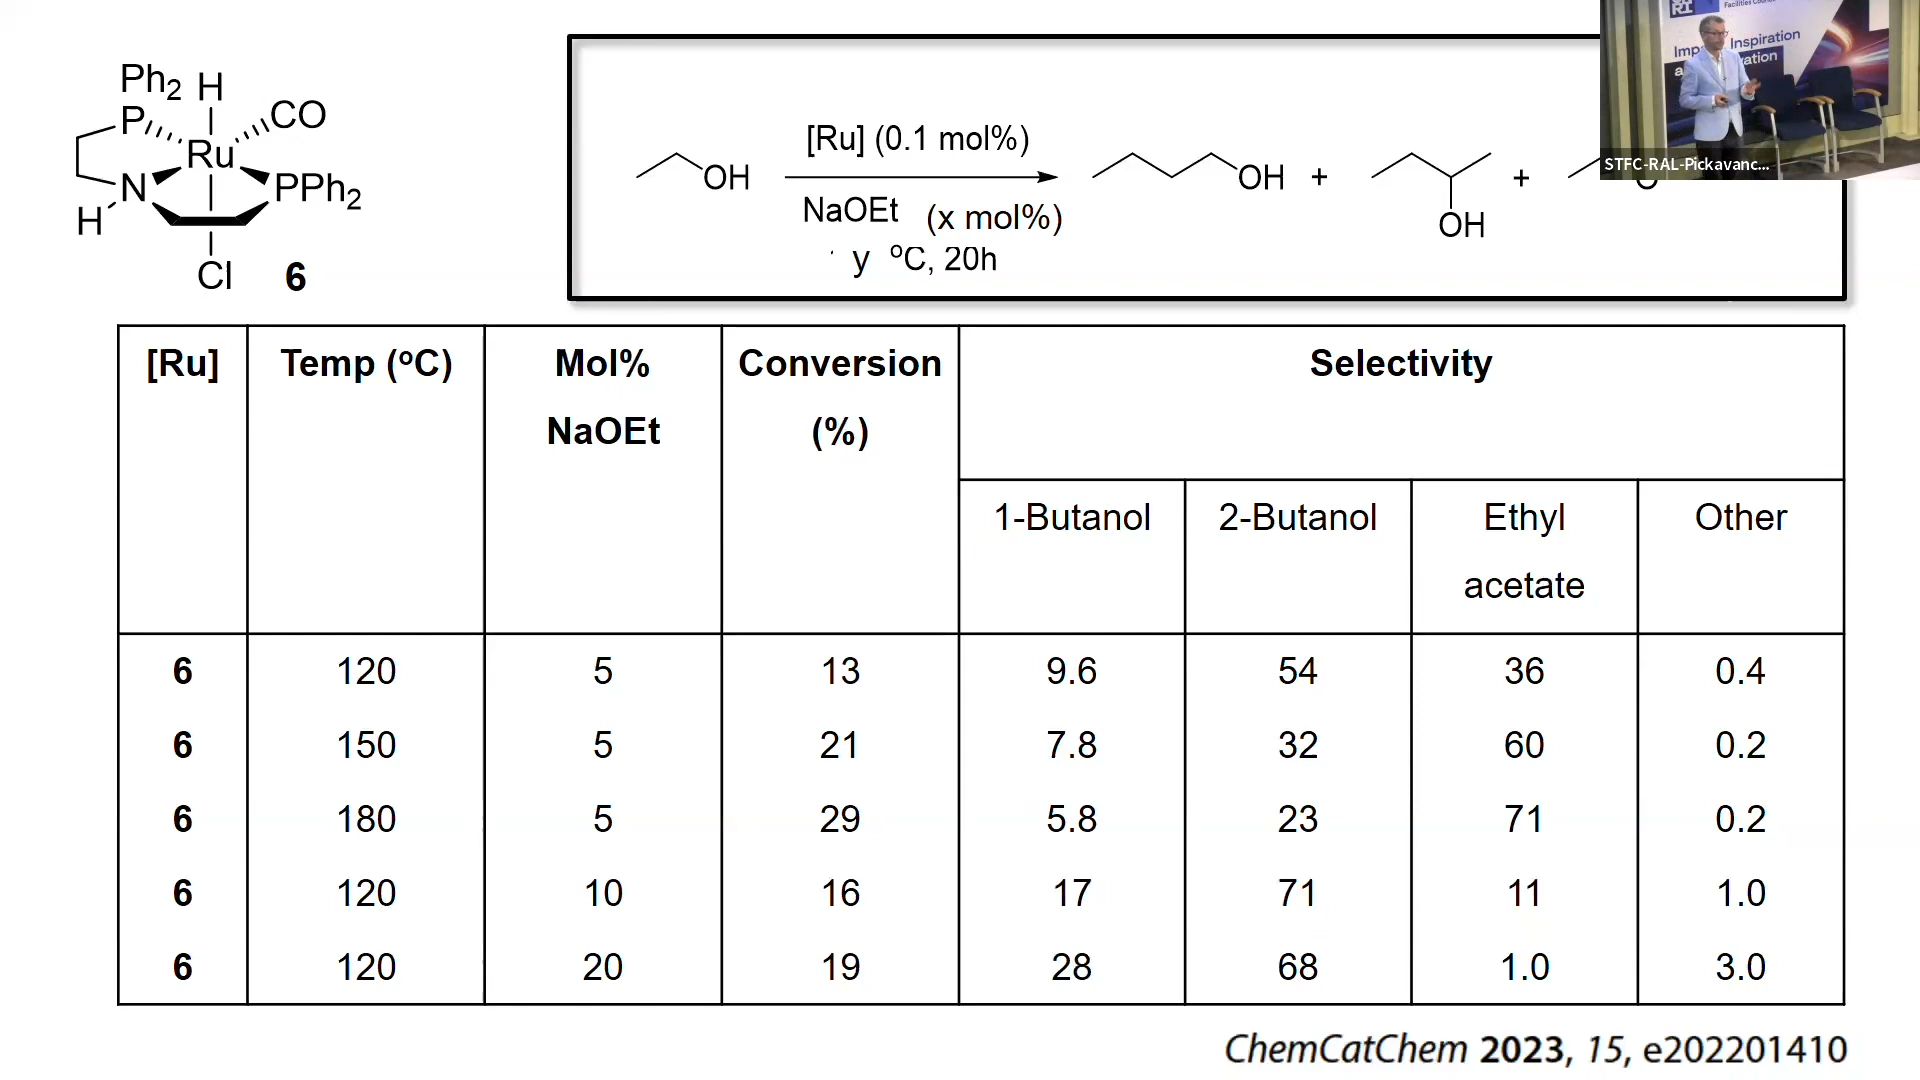 Ph2
H
P
CO
Ru
N
PPh2
H
Cl
6
[Ru] (0.1 mol%)
OH
NaOEt (x mol%)
y °C, 20h
OH
+
OH
+
Facilities Counc
Inspiration
STFC-RAL-Pickavanc...
[Ru] Temp (°C) Mol% NaOEt Conversion (%) Selectivity
1-Butanol 2-Butanol Ethyl acetate Other
6 120 5 13 9.6 54 36 0.4
6 150 5 21 7.8 32 60 0.2
6 180 5 29 5.8 23 71 0.2
6 120 10 16 17 71 11 1.0
6 120 20 19 28 68 1.0 3.0
ChemCatChem 2023, 15, e202201410